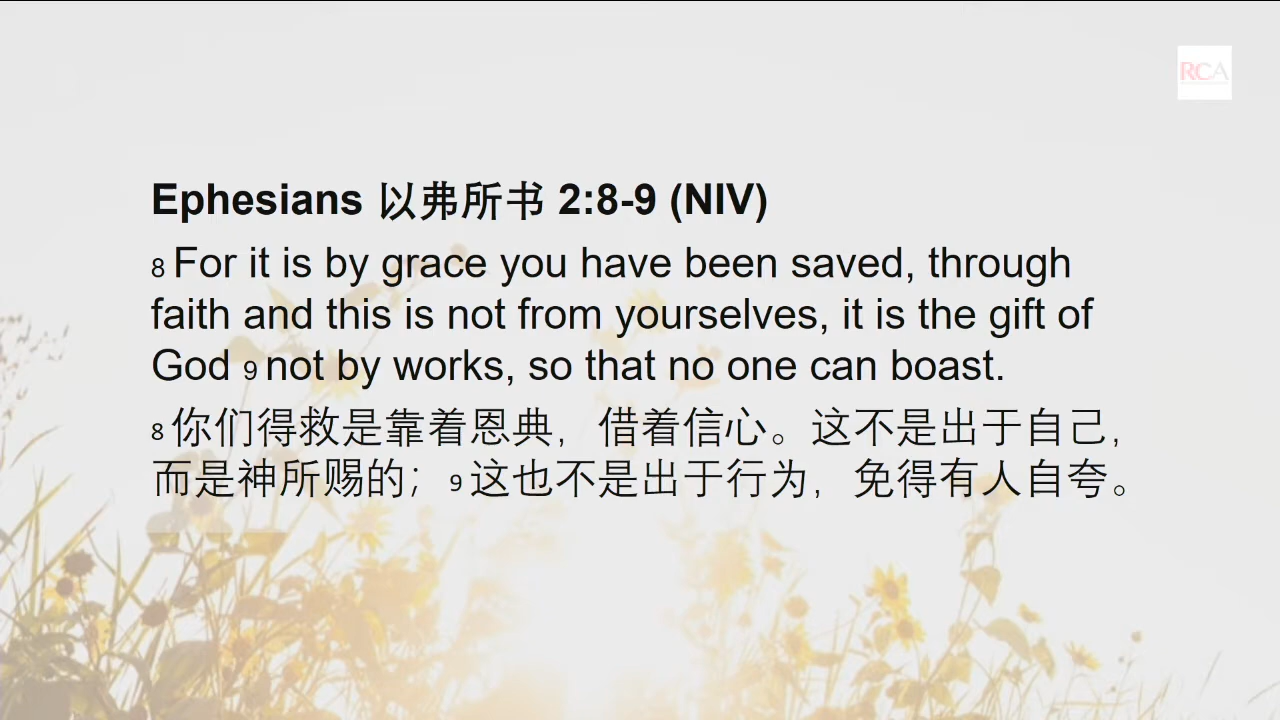 RCA
Ephesians 以弗所书 2:8-9 (NIV)
8 For it is by grace you have been saved, through
faith and this is not from yourselves, it is the gift of
God 9 not by works, so that no one can boast.
8 你们得救是靠着恩典，借着信心。这不是出于自己，
而是神所赐的；9 这也不是出于行为，免得有人自夸。